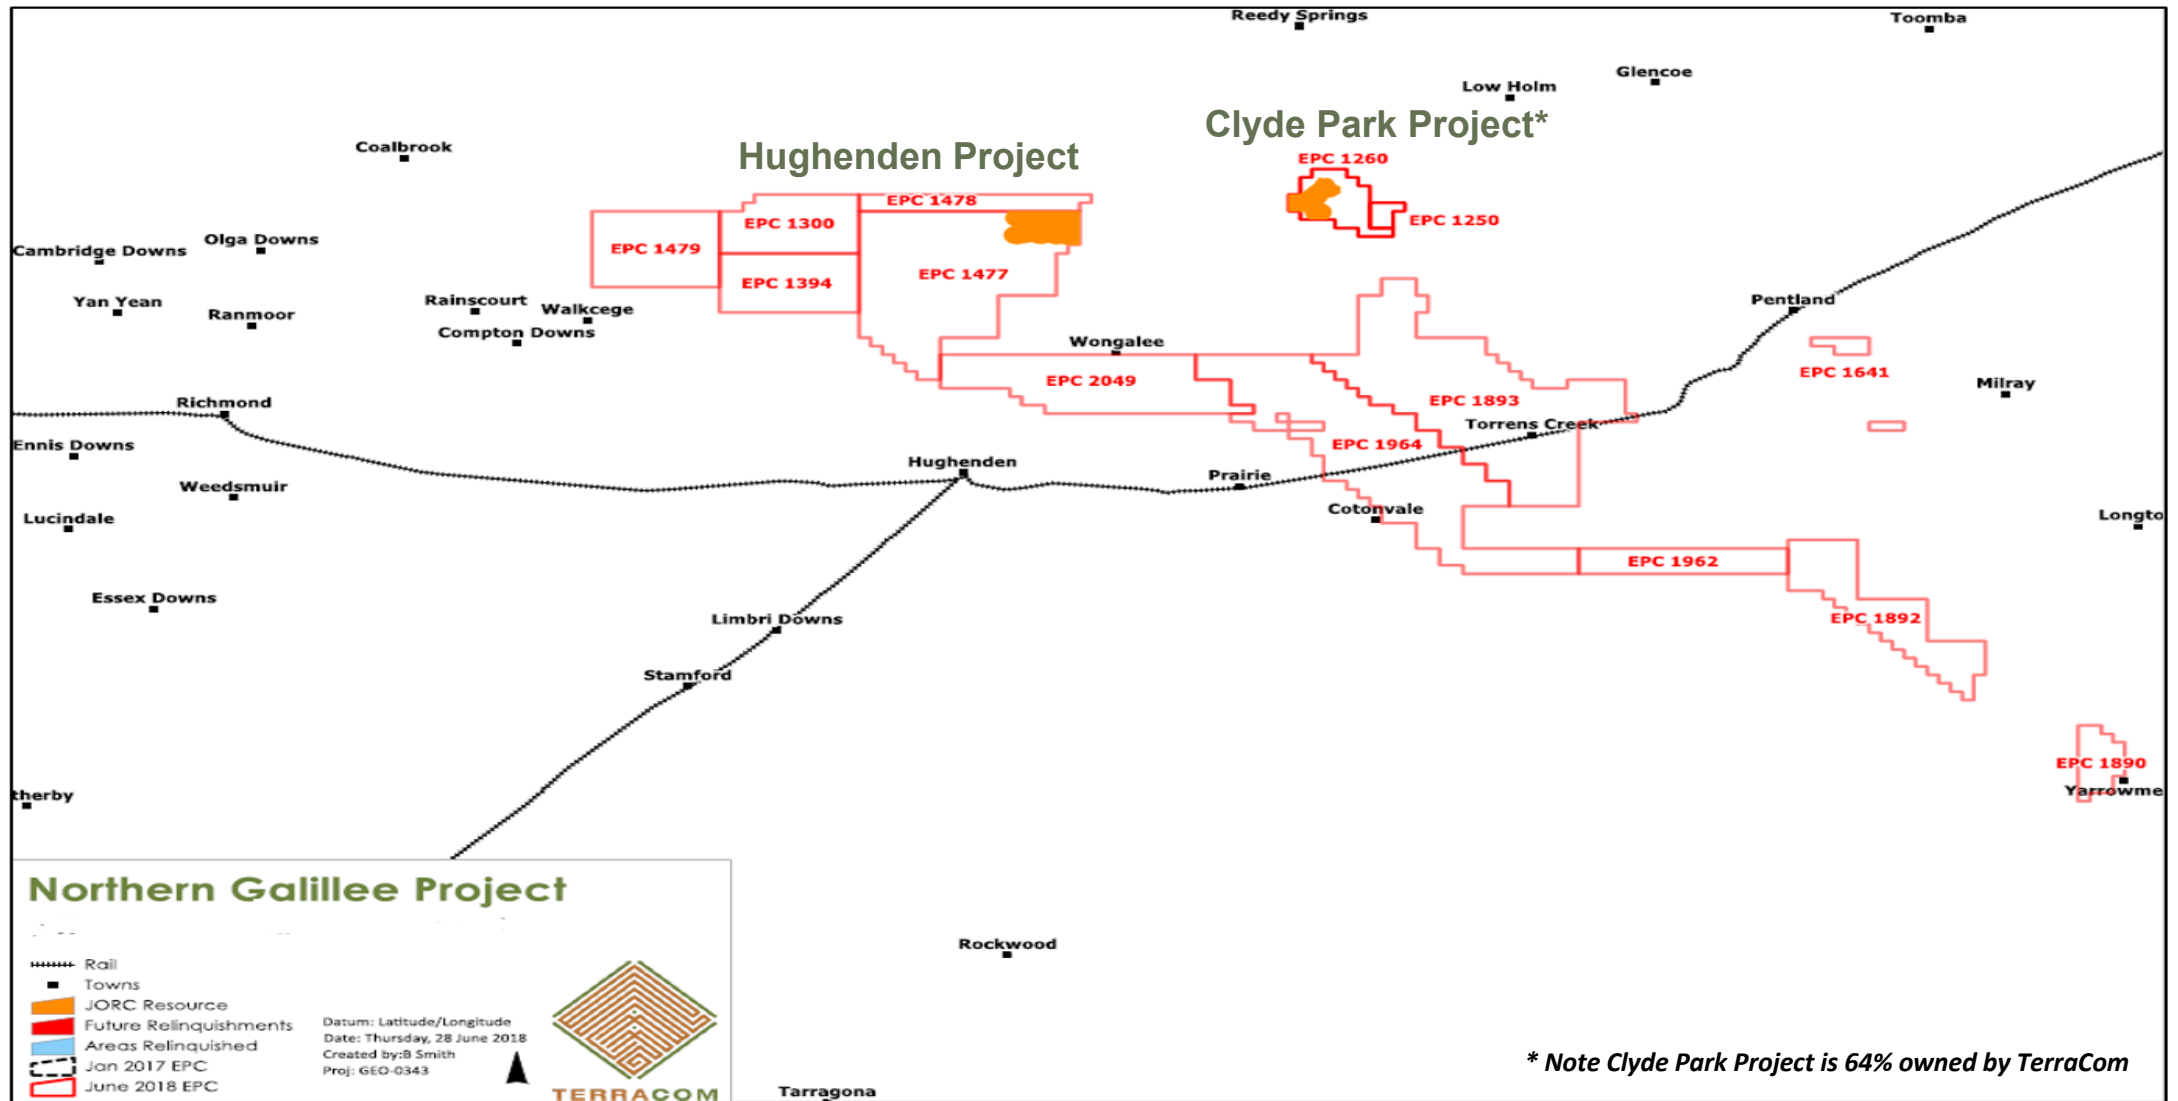 Reedy Springs
Toomba
Glencoe
Low Holm
Clyde Park Project*
Coalbrook
Hughenden Project
EPC 1260
EPC 1478
EPC 1300
EPC 1250
Olga Downs
EPC 1479
Cambridge Downs
EPC 1477
EPC 1394
Yan Yean
Rainscourt
Pentland
Walkcege
Ranmoor
Compton Downs
Wongalee
EPC 1641
EPC 2049
Milray
Richmond
EPC 1893
Torrens Creek
Ennis Downs
EPC 1964
Hughenden
Prairie
Weedsmuir
Cotonvale
Lucindale
Longto
EPC 1962
Essex Downs
EPC 1892
Limbri Downs
Stamford
EPC 1890
Yarrowme
therby
Northern Galillee Project
Rockwood
Rail
Towns
JORC Resource
Future Relinquishments
Areas Relinquished
Jan 2017 EPC
June 2018 EPC
Datum: Latitude/Longitude
Date: Thursday, 28 June 2018
Created by:B Smith
Proj: GEO-0343
TERRACOM
Tarragona
* Note Clyde Park Project is 64% owned by TerraCom